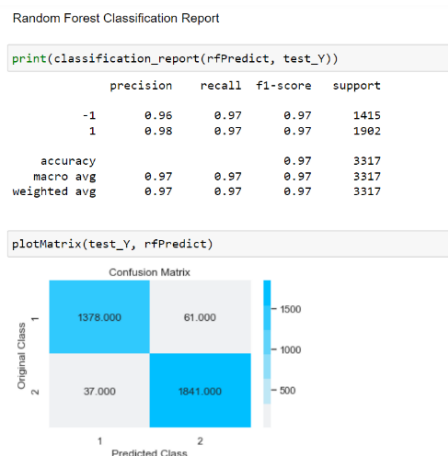 Random Forest Classification Report
print(classification_report(rfPredict, test_Y))
precision recall f1-score support
-1 0.96 0.97 0.97 1415
1 0.98 0.97 0.97 1902
accuracy 0.97 3317
macro avg 0.97 0.97 0.97 3317
weighted avg 0.97 0.97 0.97 3317
plotMatrix(test_Y, rfPredict)
Confusion Matrix
Original Class
1 1378.000 61.000
2 37.000 1841.000
1 2
Predicted Class
1500
1000
500